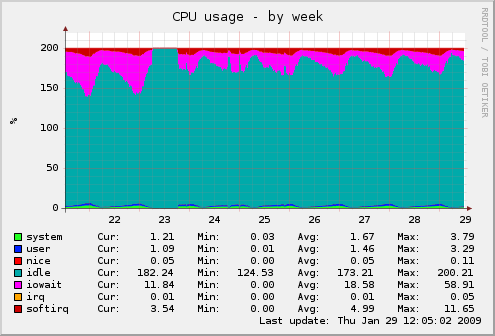 CPU usage - by week
RRDTOOL / TOBI OETIKER
200
150
100
50
0
%
22 23 24 25 26 27 28 29
system Cur: 1.21 Min: 0.03 Avg: 1.67 Max: 3.79
user Cur: 1.09 Min: 0.01 Avg: 1.46 Max: 3.29
nice Cur: 0.05 Min: 0.00 Avg: 0.05 Max: 0.11
idle Cur: 182.24 Min: 124.53 Avg: 173.21 Max: 200.21
iowait Cur: 11.84 Min: 0.00 Avg: 18.58 Max: 58.91
irq Cur: 0.01 Min: 0.00 Avg: 0.01 Max: 0.05
softirq Cur: 3.54 Min: 0.00 Avg: 4.99 Max: 11.65
Last update: Thu Jan 29 12:05:02 2009